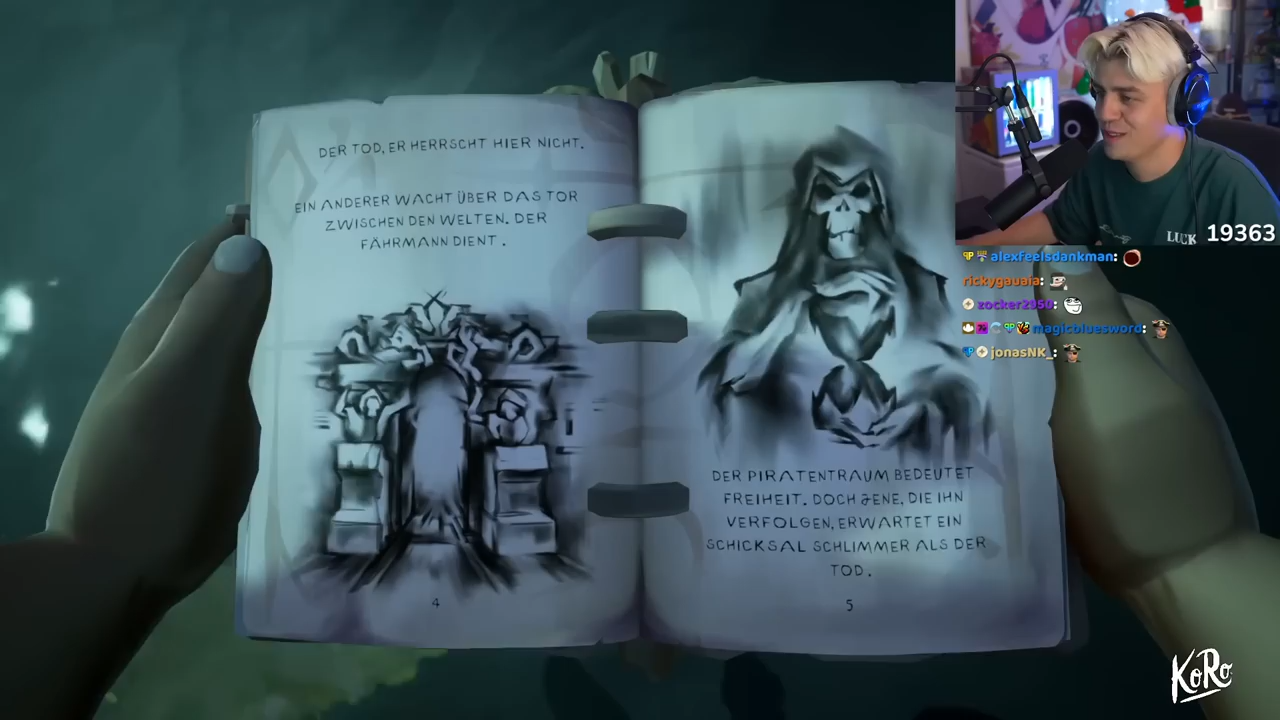 DER TOD, ER HERRSCHT HIER NICHT.
EIN ANDERER WACHT ÜBER DAS TOR
ZWISCHEN DEN WELTEN. DER
FÄHRMANN DIENT.
4
DER PIRATENTRAUM BEDEUTET
FREIHEIT. DOCH JENE, DIE IHN
VERFOLGEN, ERWARTET EIN
SCHICKSAL SCHLIMMER ALS DER
TOD.
5
LUCK
19363
alexfeelsdankman:
rickygauaia:
zocker2950:
magicbluesword:
jonasNK_:
KoRo